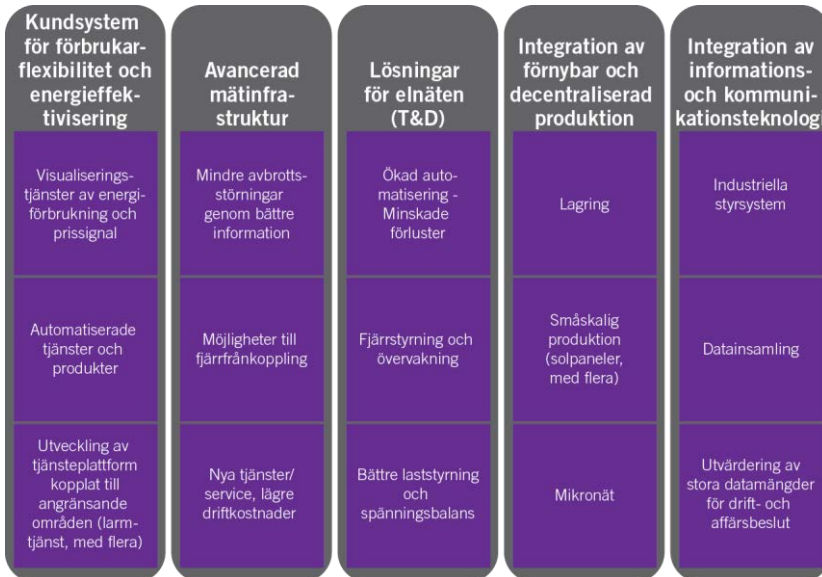 Kundsystem
för förbrukar-
flexibilitet och
energieffek-
tivisering
Visualiserings-
tjänster av energi-
förbrukning och
prissignal
Automatiserade
tjänster och
produkter
Utveckling av
tjänsteplattform
kopplat till
angränsande
områden (larm-
tjänst, med flera)
Avancerad
mätinfra-
struktur
Mindre avbrotts-
störningar
genom bättre
information
Möjligheter till
fjärrfrånkoppling
Nya tjänster/
service, lägre
driftkostnader
Lösningar
för elnäten
(T&D)
Ökad auto-
matisering -
Minskade
förluster
Fjärrstyrning och
övervakning
Bättre laststyrning
och
spänningsbalans
Integration av
förnybar och
decentraliserad
produktion
Lagring
Småskalig
produktion
(solpaneler,
med flera)
Mikronät
Integration av
informations-
och kommuni-
kationsteknologi
Industriella
styrsystem
Datainsamling
Utvärdering av
stora datamängder
för drift- och
affärsbeslut